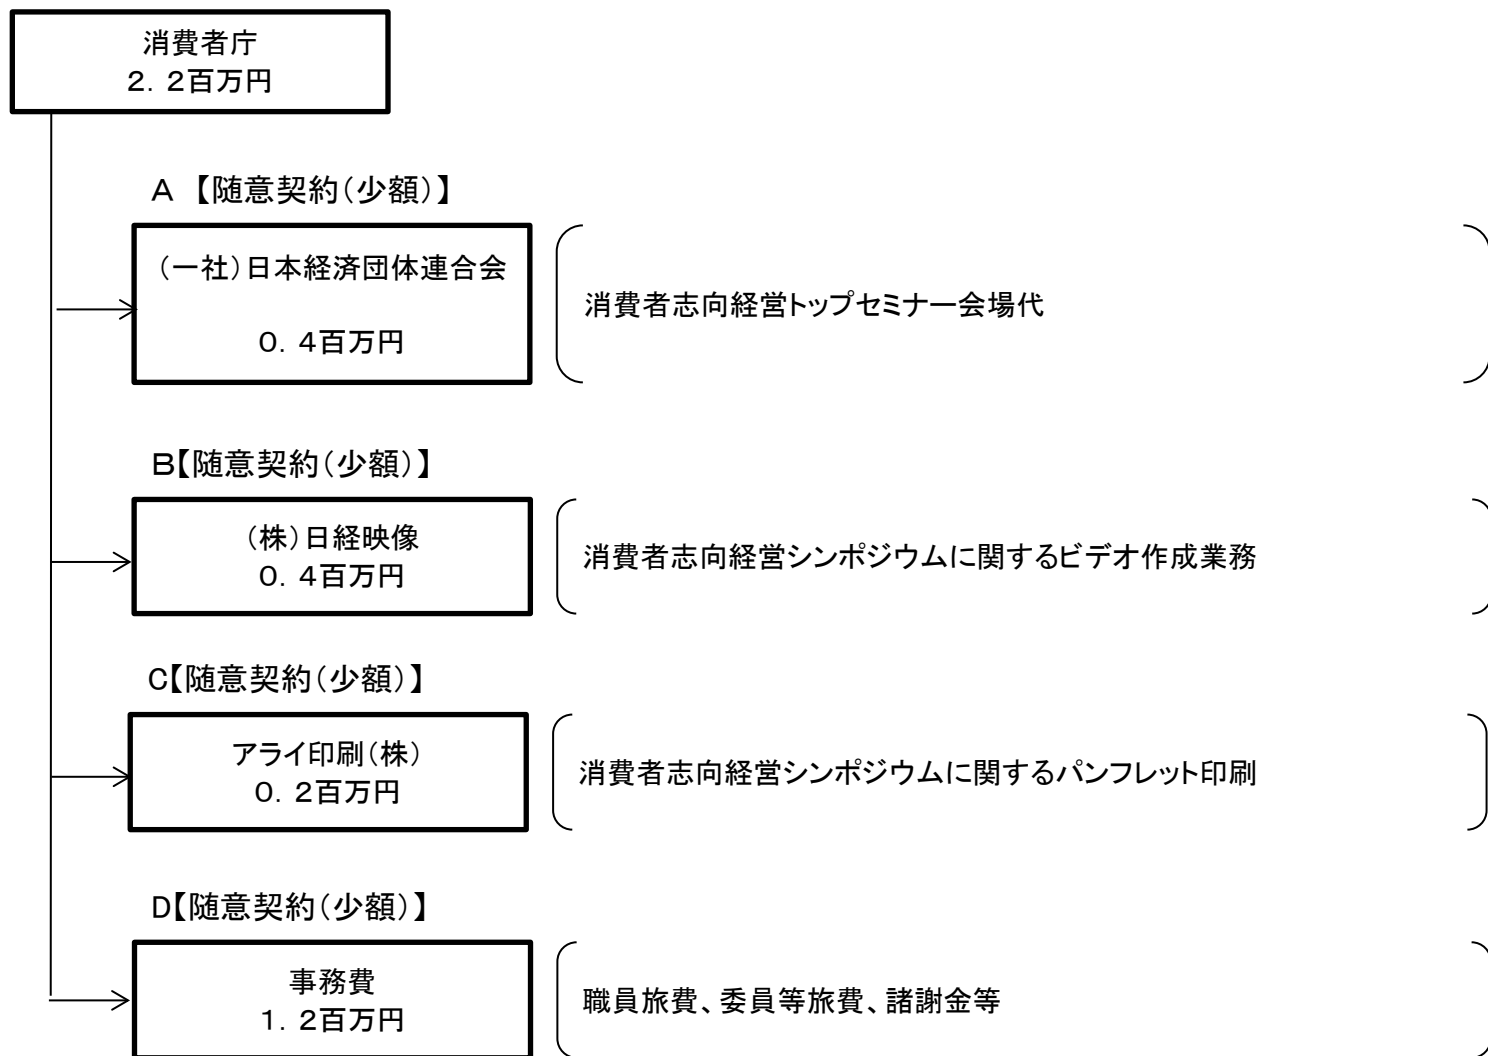 消費者庁
２．２百万円
A 【随意契約（少額）】
（一社）日本経済団体連合会
０．４百万円
消費者志向経営トップセミナー会場代
B【随意契約（少額）】
（株）日経映像
０．４百万円
消費者志向経営シンポジウムに関するビデオ作成業務
C【随意契約（少額）】
アライ印刷（株）
０．２百万円
消費者志向経営シンポジウムに関するパンフレット印刷
D【随意契約（少額）】
事務費
１．２百万円
職員旅費、委員等旅費、諸謝金等